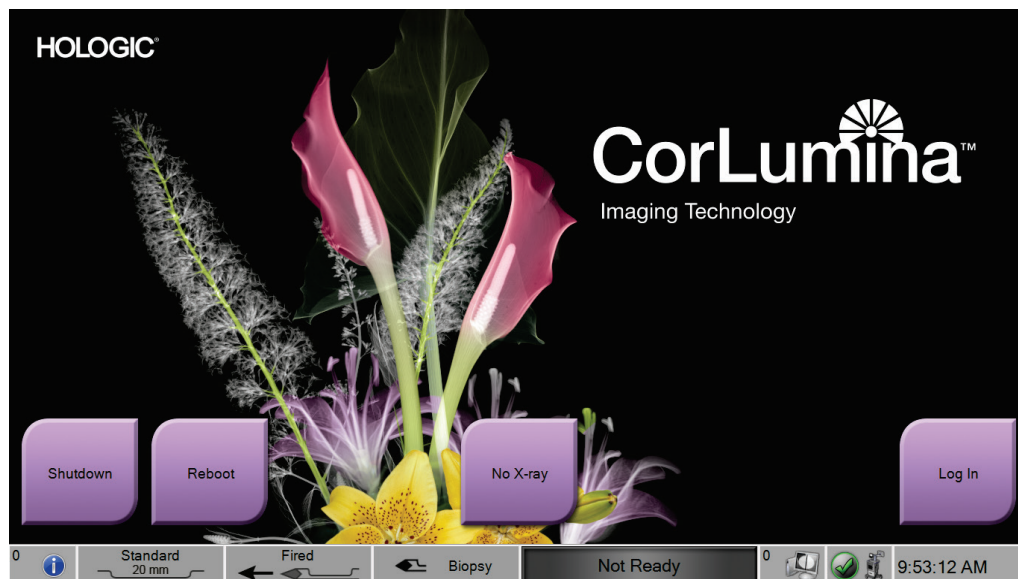 HOLOGIC®
CorLumina™
Imaging Technology
Shutdown
Reboot
No X-ray
Log In
0
Standard
20 mm
Fired
Biopsy
Not Ready
0
9:53:12 AM